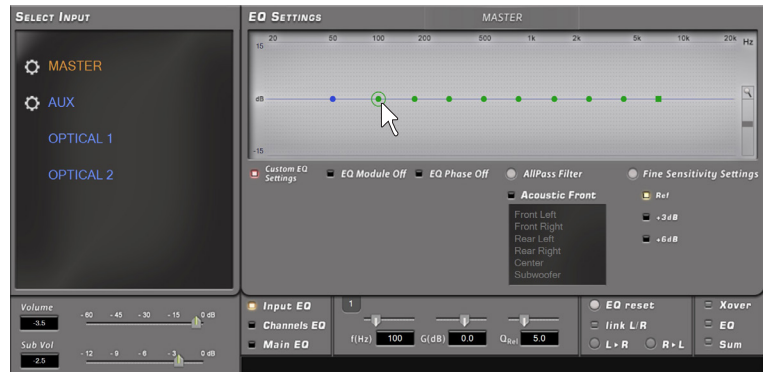 SELECT INPUT
MASTER
AUX
OPTICAL 1
OPTICAL 2
EQ SETTINGS
MASTER
20 50 100 200 500 1k 2k 5k 10k 20k Hz
15
dB
-15
Custom EQ
Settings
EQ Module Off
EQ Phase Off
AllPass Filter
Fine Sensitivity Settings
Acoustic Front
Front Left
Front Right
Rear Left
Rear Right
Center
Subwoofer
Ref
+3dB
+6dB
Volume
-3.5
- 60 - 45 - 30 - 15 0 dB
Sub Vol
-2.5
- 12 - 9 - 6 - 3 0 dB
Input EQ
Channels EQ
Main EQ
1
f(Hz) 100 G(dB) 0.0 QRel 5.0
EQ reset
link L/R
L▸R R▸L
Xover
EQ
Sum